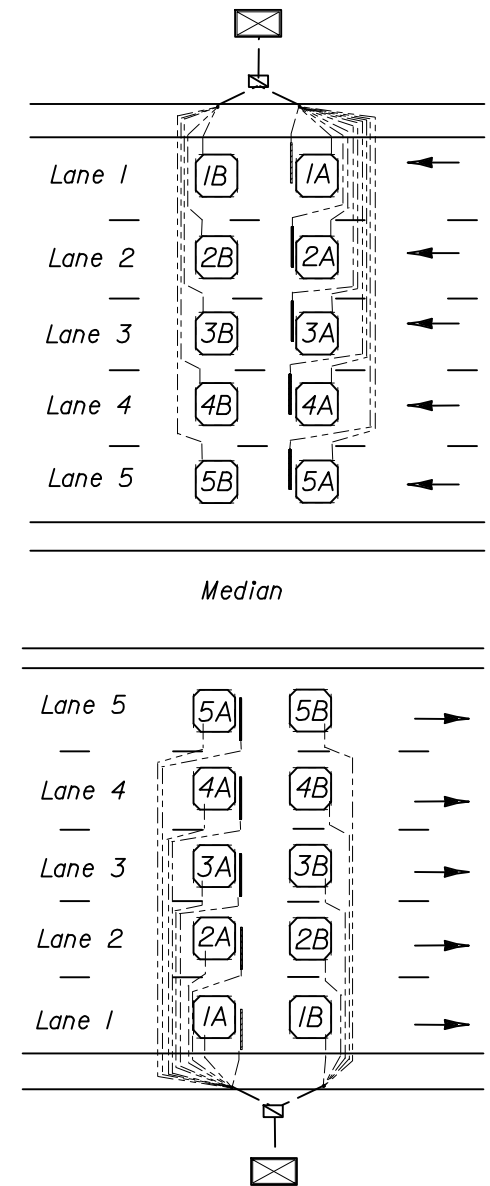 Lane 1 1B 1A
Lane 2 2B 2A
Lane 3 3B 3A
Lane 4 4B 4A
Lane 5 5B 5A
Median
Lane 5 5A 5B
Lane 4 4A 4B
Lane 3 3A 3B
Lane 2 2A 2B
Lane 1 1A 1B